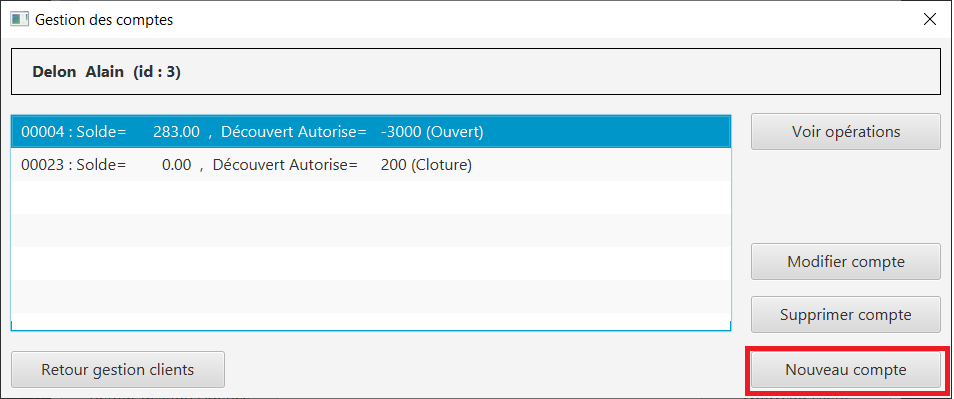 Gestion des comptes
Delon Alain (id : 3)
00004 : Solde= 283.00 , Découvert Autorise= -3000 (Ouvert)
00023 : Solde= 0.00 , Découvert Autorise= 200 (Cloture)
Voir opérations
Modifier compte
Supprimer compte
Retour gestion clients
Nouveau compte